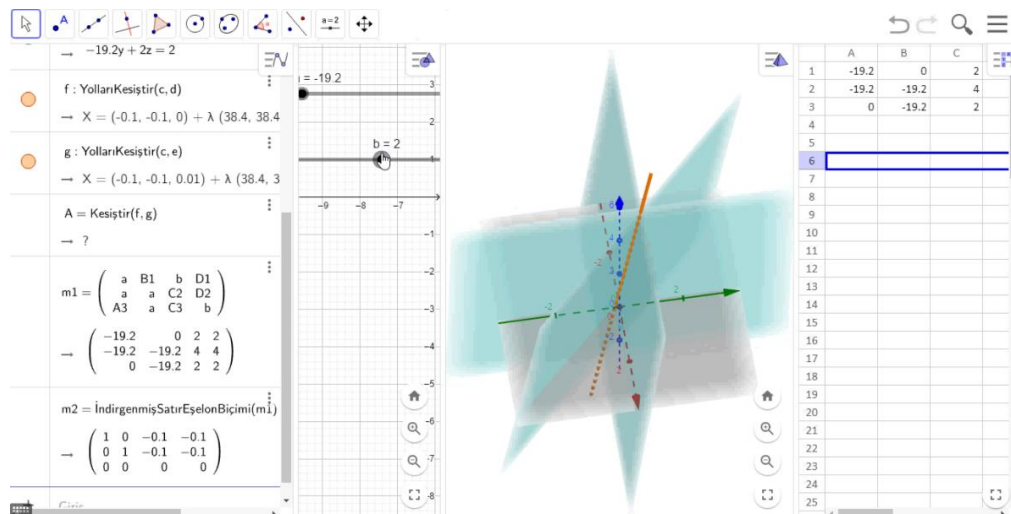 a=2
→ −19.2y + 2z = 2
f : YollarıKesiştir(c, d)
→ X = (-0.1, -0.1, 0) + λ (38.4, 38.4
g : YollarıKesiştir(c, e)
→ X = (-0.1, -0.1, 0.01) + λ (38.4, 3
A = Kesiştir(f, g)
→ ?
m1 = ( a B1 b D1
a a C2 D2
A3 a C3 b )
→ ( −19.2 0 2 2
−19.2 −19.2 4 4
0 −19.2 2 2 )
m2 = İndirgenmişSatırEşelonBiçimi(m1)
→ ( 1 0 −0.1 −0.1
0 1 −0.1 −0.1
0 0 0 0 )
Giriş
= -19.2
b = 2
3
2
1
−9 −8 −7
−1
−2
−3
−4
−5
−6
−7
-8
6
4
3
-2
-2
0
2
2
A B C
1 -19.2 0 2
2 -19.2 -19.2 4
3 0 -19.2 2
4
5
6
7
8
9
10
11
12
13
14
15
16
17
18
19
20
21
22
23
24
25